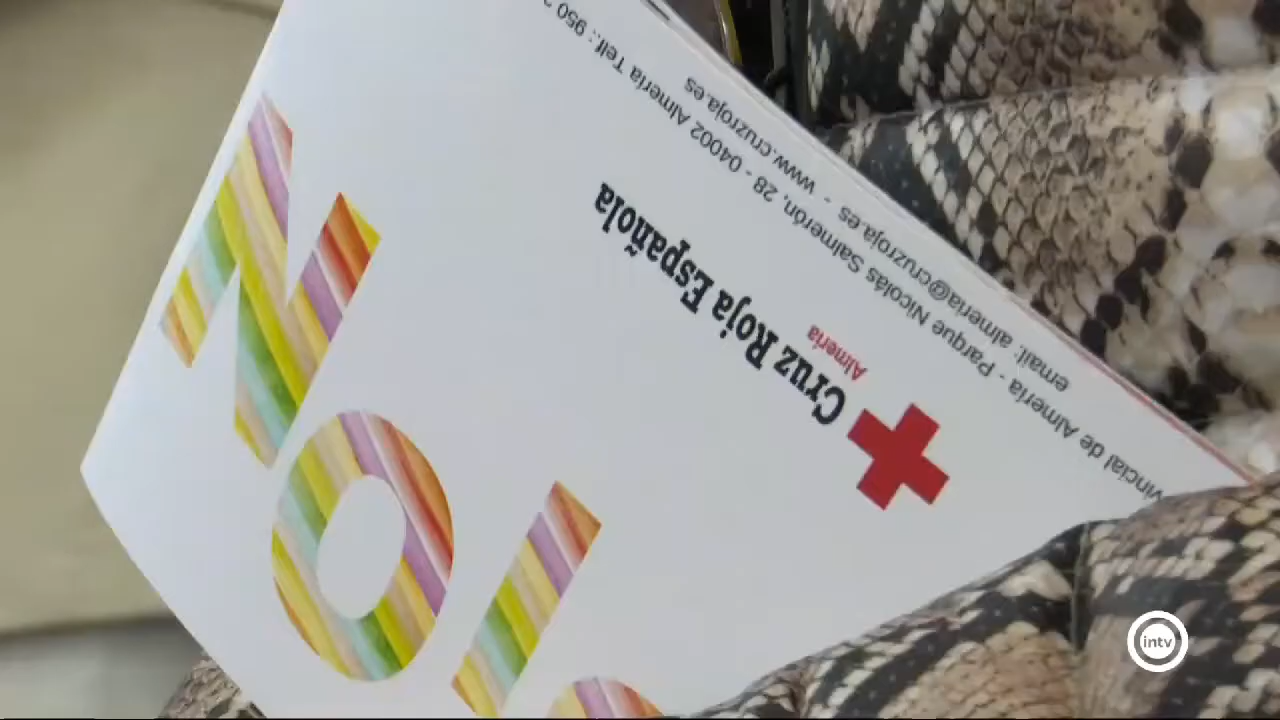 Cruz Roja Española
Almería
vincial de Almería - Parque Nicolás Salmerón, 28 - 04002 Almería Telf.: 950
email: almeria@cruzroja.es - www.cruzroja.es
intv